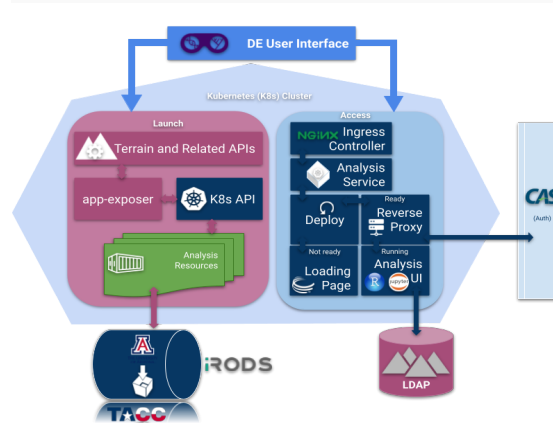 DE User Interface
Kubernetes (K8s) Cluster
Launch
Terrain and Related APIs
app-exposer
K8s API
Analysis
Resources
Access
NGINX Ingress
Controller
Analysis
Service
Deploy
Ready
Reverse
Proxy
Not ready
Loading
Page
Running
Analysis
UI
R
jupyter
CAS
(Auth)
A
iRODS
TACC
LDAP